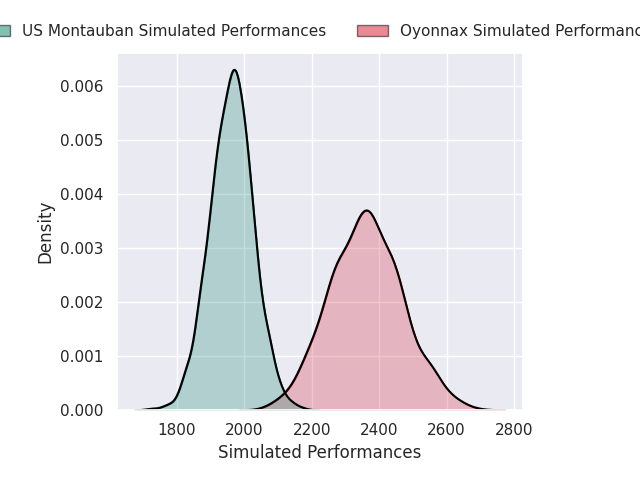 US Montauban Simulated Performances
Oyonnax Simulated
0.006
0.005
0.004
0.003
0.002
0.001
0.000
Density
1800 2000 2200 2400 2600 2800
Simulated Performances